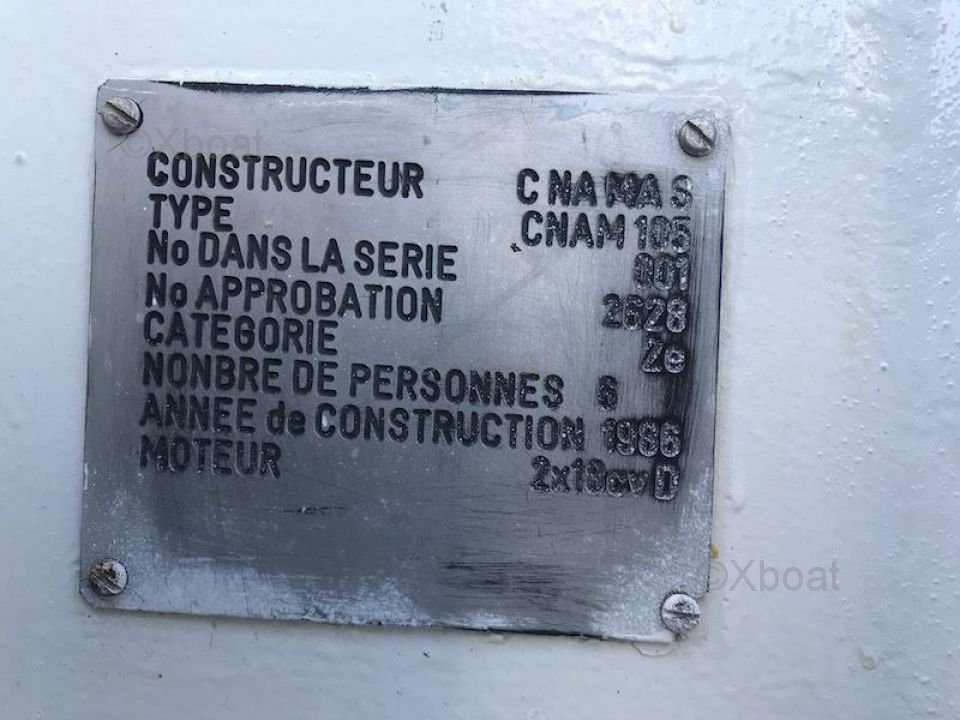 ©Xboat
CONSTRUCTEUR C NA MA S
TYPE CNAM 105
No DANS LA SERIE 001
No APPROBATION 2628
CATEGORIE 2e
NONBRE DE PERSONNES 6
ANNEE de CONSTRUCTION 1986
MOTEUR 2x18cv D
©Xboat